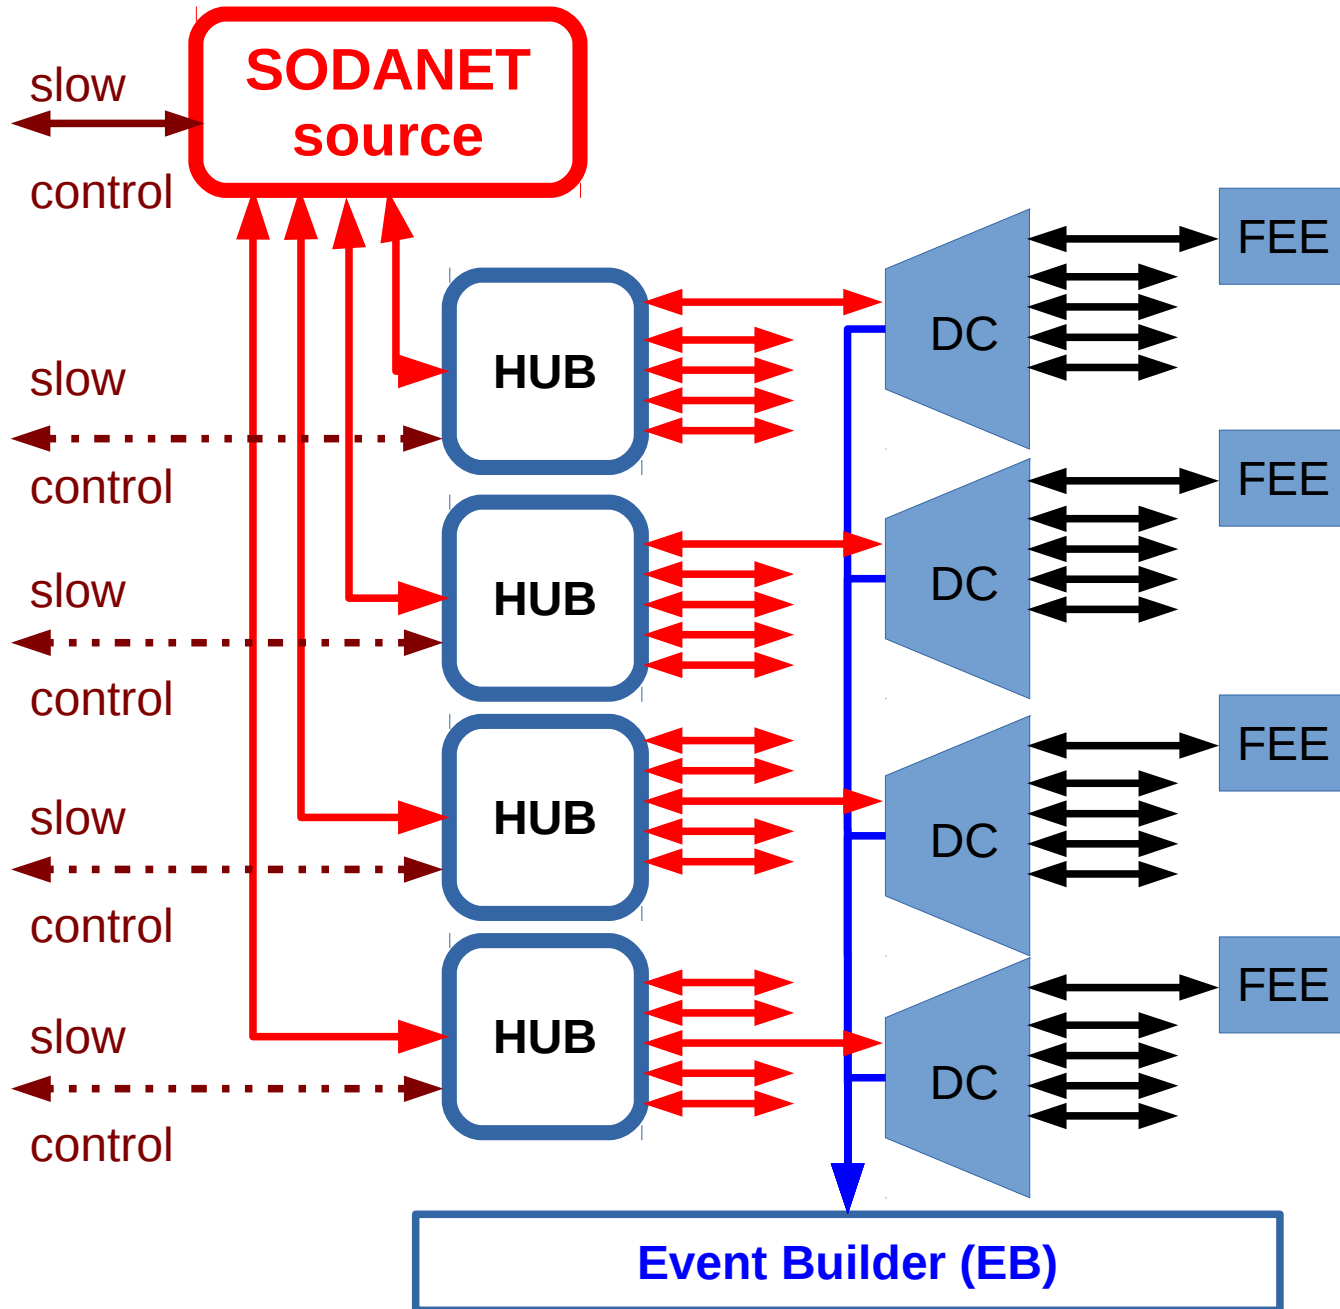 SODANET
source
slow
control
FEE
DC
slow
HUB
control
FEE
DC
slow
HUB
control
FEE
DC
slow
HUB
control
FEE
DC
slow
HUB
control
Event Builder (EB)